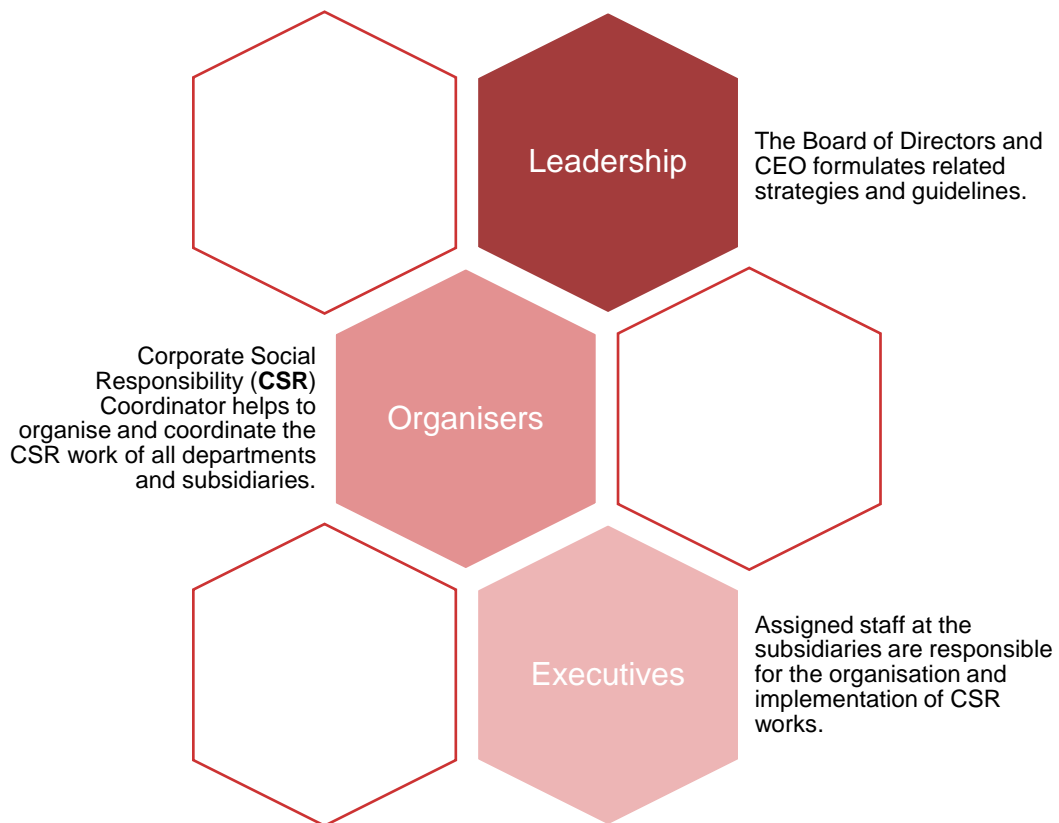 Leadership
The Board of Directors and
CEO formulates related
strategies and guidelines.
Corporate Social
Responsibility (CSR)
Coordinator helps to
organise and coordinate the
CSR work of all departments
and subsidiaries.
Organisers
Executives
Assigned staff at the
subsidiaries are responsible
for the organisation and
implementation of CSR
works.